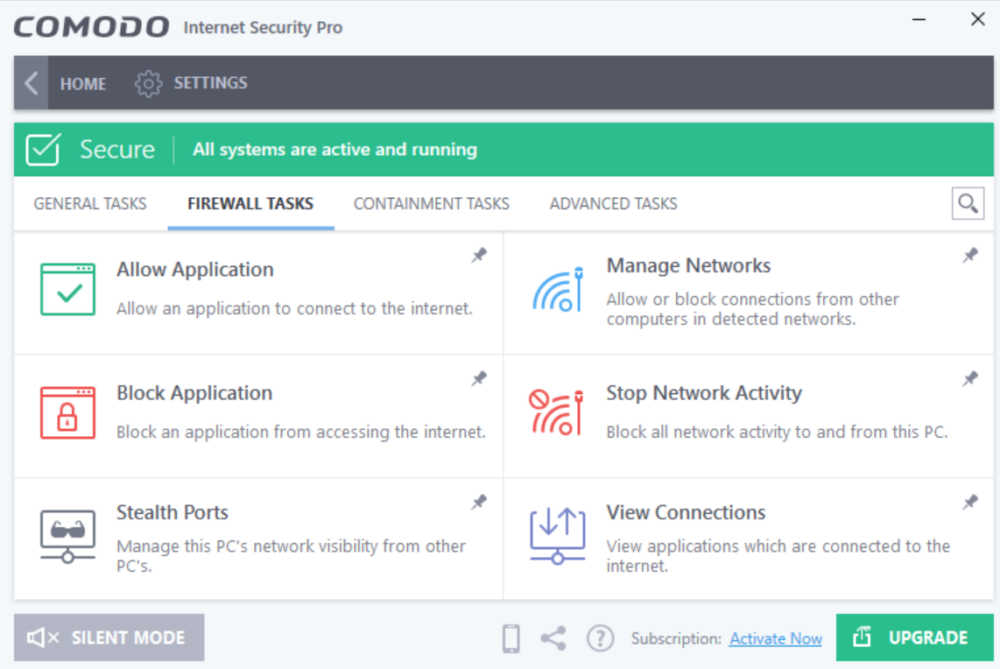 COMODO Internet Security Pro
HOME SETTINGS
Secure All systems are active and running
GENERAL TASKS FIREWALL TASKS CONTAINMENT TASKS ADVANCED TASKS
Allow Application
Allow an application to connect to the internet.
Manage Networks
Allow or block connections from other
computers in detected networks.
Block Application
Block an application from accessing the internet.
Stop Network Activity
Block all network activity to and from this PC.
Stealth Ports
Manage this PC's network visibility from other
PC's.
View Connections
View applications which are connected to the
internet.
SILENT MODE ? Subscription: Activate Now UPGRADE